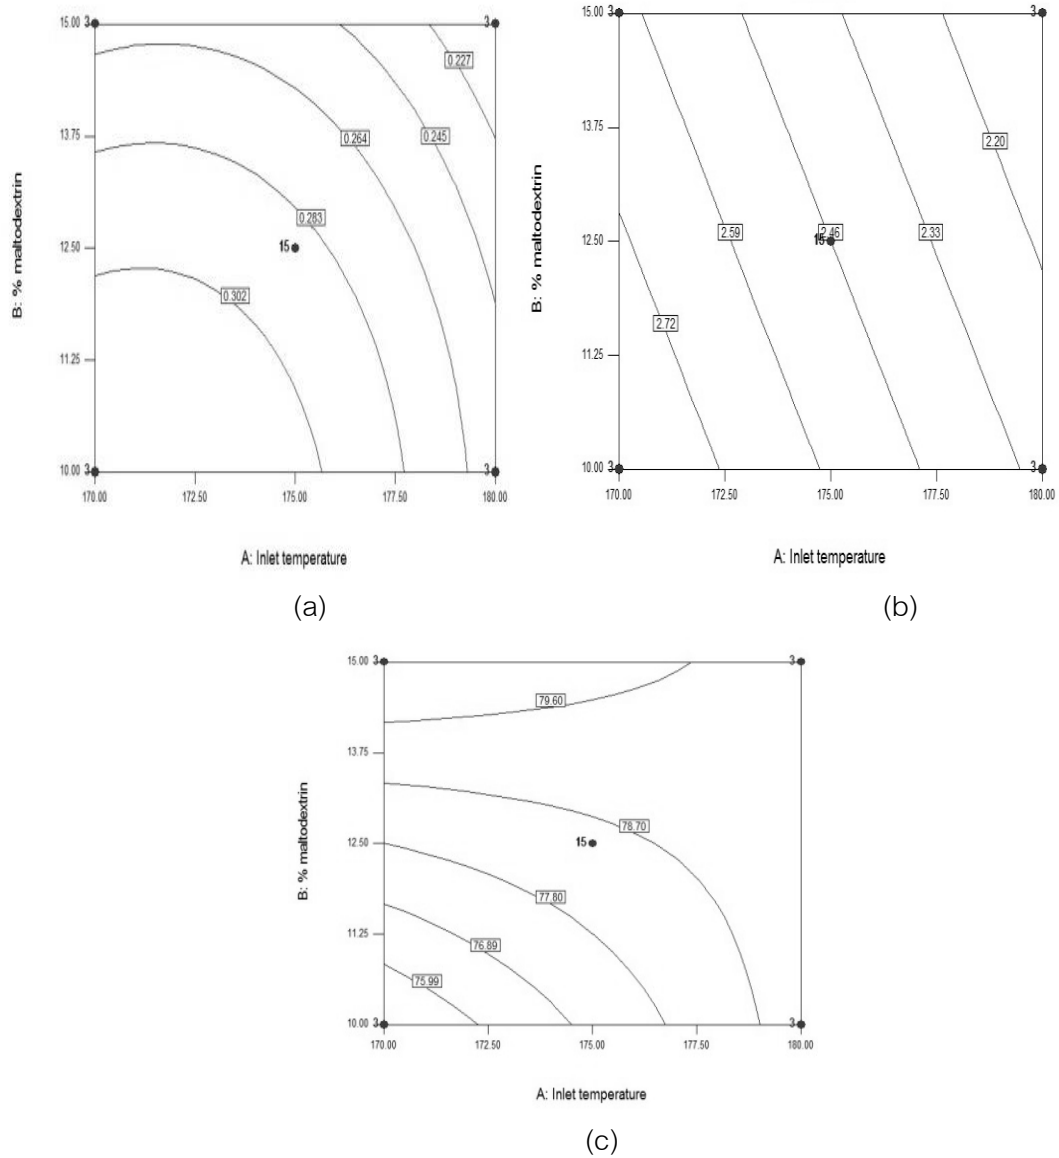 15.00 3 3
0.227
0.245
0.264
13.75
0.283
12.50 15
0.302
11.25
10.00 3 3
170.00 172.50 175.00 177.50 180.00
B: % maltodextrin
A: Inlet temperature
(a)
15.00 3 3
13.75
2.20
12.50 2.59 15 2.46 2.33
2.72
11.25
10.00 3 3
170.00 172.50 175.00 177.50 180.00
B: % maltodextrin
A: Inlet temperature
(b)
15.00 3 3
79.60
13.75
78.70
12.50 15
77.80
11.25
76.89
75.99
10.00 3 3
170.00 172.50 175.00 177.50 180.00
B: % maltodextrin
A: Inlet temperature
(c)